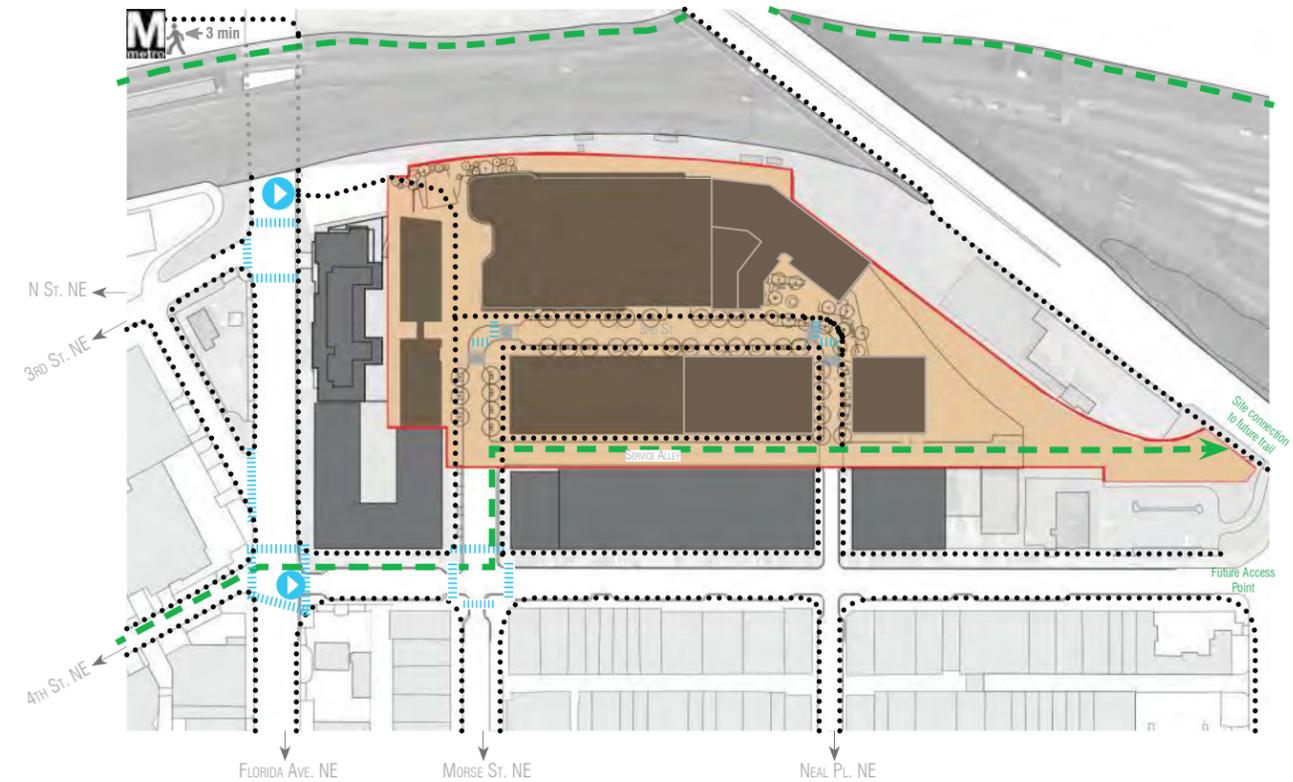 M
metro
3 min
N St. NE
3rd St. NE
3rd St.
Site connection
to future trail
Service Alley
Future Access
Point
4th St. NE
Florida Ave. NE
Morse St. NE
Neal Pl. NE